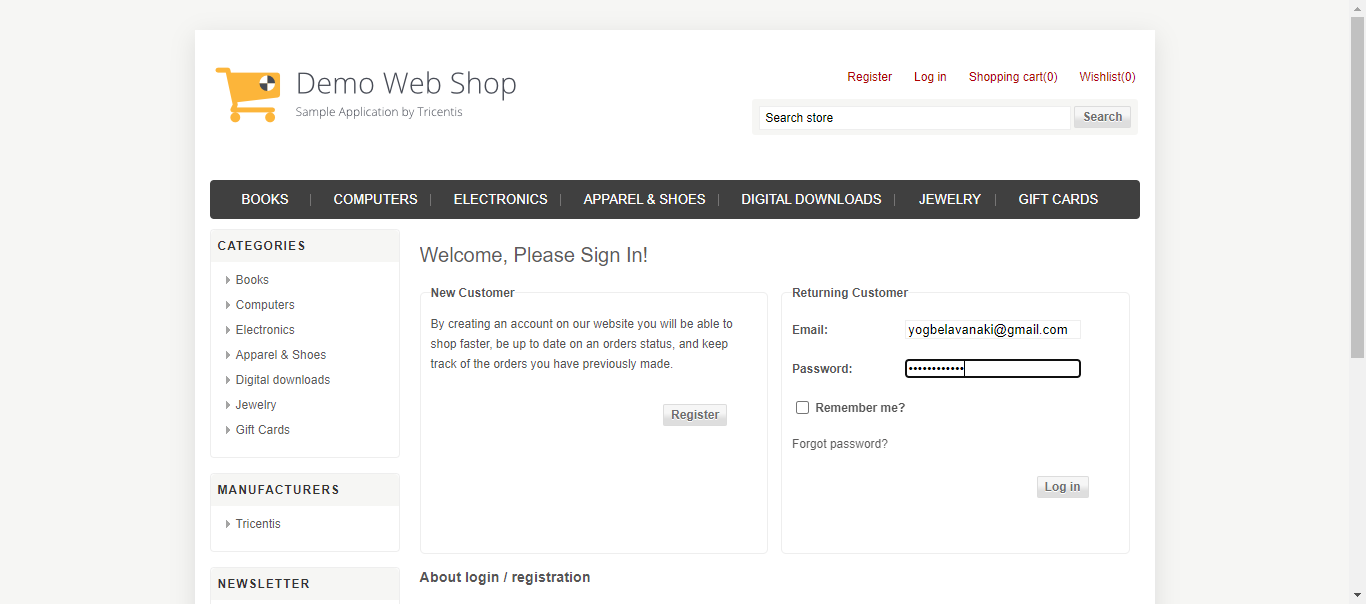 Demo Web Shop
Sample Application by Tricentis
Register Log in Shopping cart(0) Wishlist(0)
Search store Search
BOOKS COMPUTERS ELECTRONICS APPAREL & SHOES DIGITAL DOWNLOADS JEWELRY GIFT CARDS
CATEGORIES
Books
Computers
Electronics
Apparel & Shoes
Digital downloads
Jewelry
Gift Cards
MANUFACTURERS
Tricentis
NEWSLETTER
Welcome, Please Sign In!
New Customer
By creating an account on our website you will be able to
shop faster, be up to date on an orders status, and keep
track of the orders you have previously made.
Register
Returning Customer
Email: yogbelavanaki@gmail.com
Password: ••••••••••••
Remember me?
Forgot password?
Log in
About login / registration